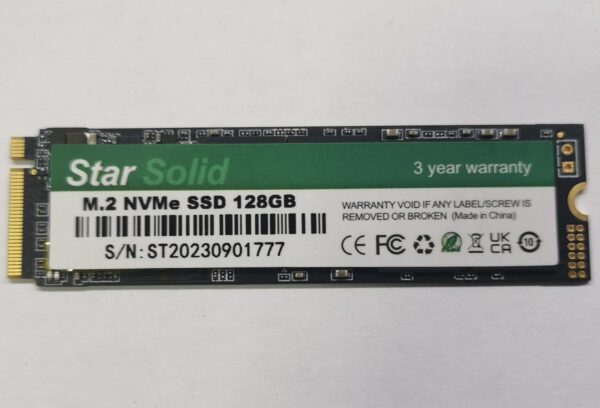 Star Solid
3 year warranty
M.2 NVMe SSD 128GB
WARRANTY VOID IF ANY LABEL/SCREW IS
REMOVED OR BROKEN (Made in China)
S/N:ST20230901777
CE FC
UK
CA
10